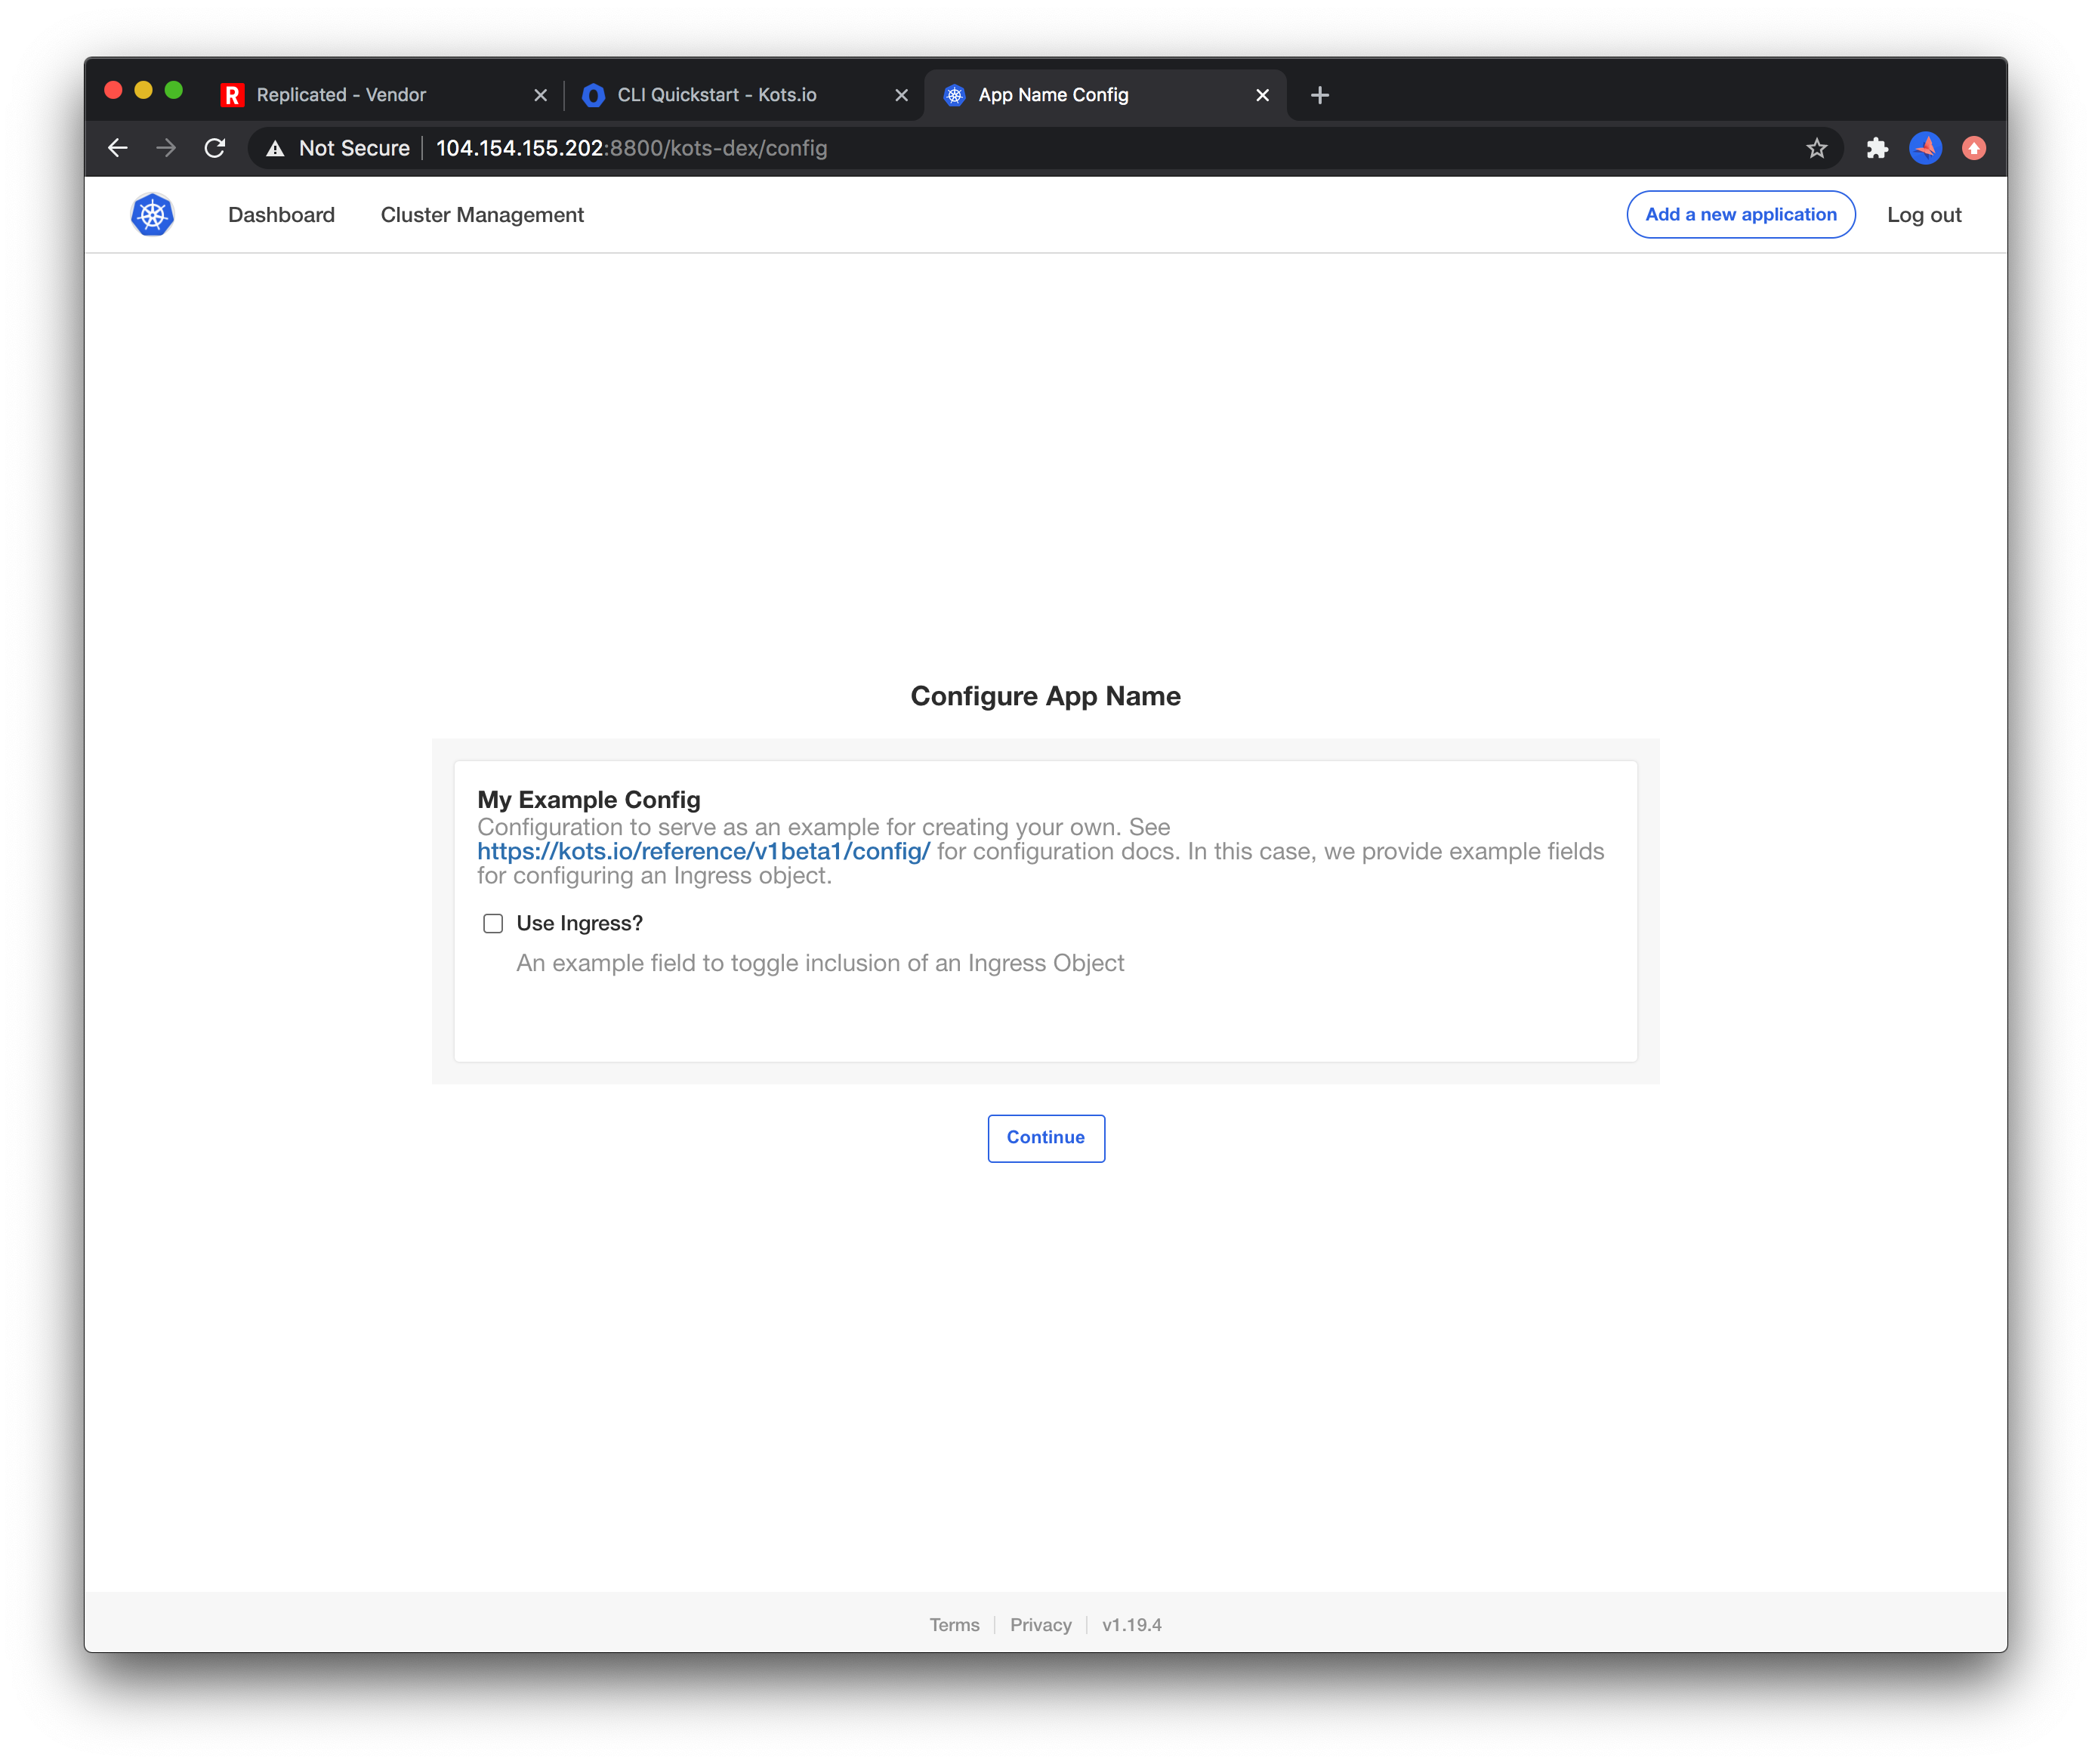 R Replicated - Vendor
CLI Quickstart - Kots.io
App Name Config
Not Secure
104.154.155.202:8800/kots-dex/config
Dashboard
Cluster Management
Add a new application
Log out
Configure App Name
My Example Config
Configuration to serve as an example for creating your own. See
https://kots.io/reference/v1beta1/config/ for configuration docs. In this case, we provide example fields
for configuring an Ingress object.
Use Ingress?
An example field to toggle inclusion of an Ingress Object
Continue
Terms
Privacy
v1.19.4